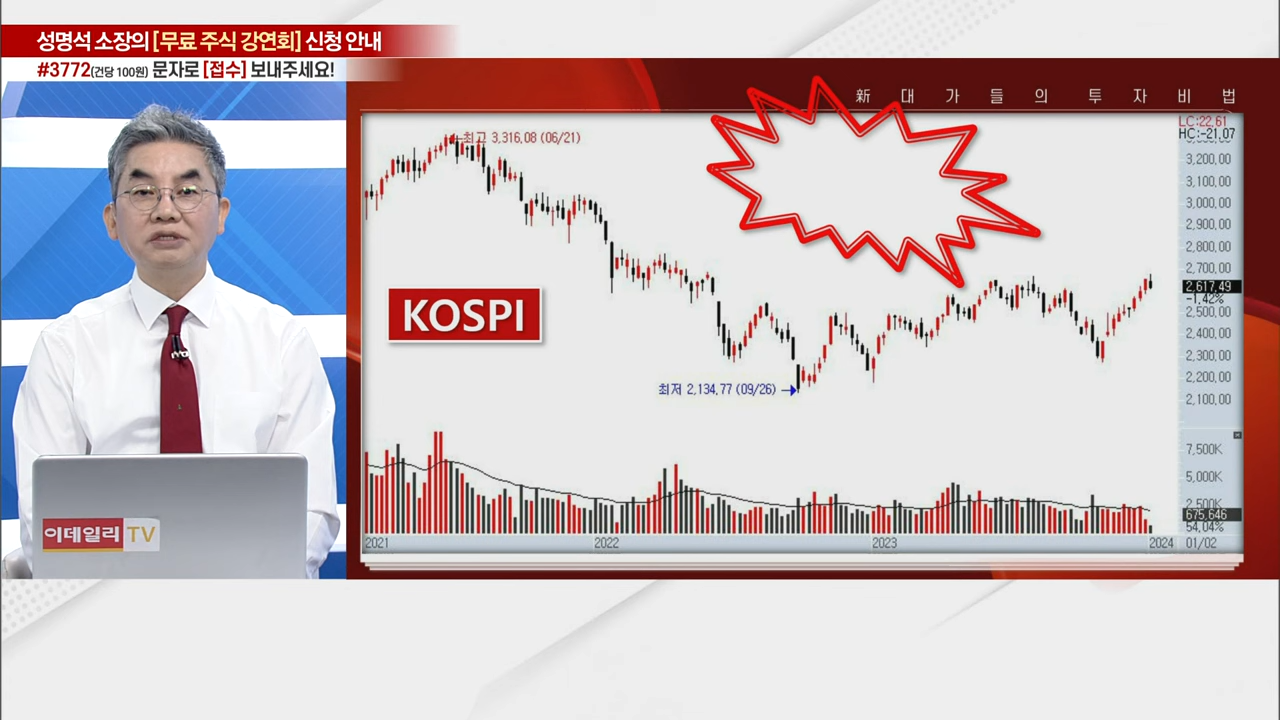 성명석 소장의 [무료 주식 강연회] 신청 안내
#3772(건당 100원) 문자로 [접수] 보내주세요!
新 대 가 들 의 투 자 비 법
LC:22,61
HC:-21,07
최고 3,316,08 (06/21)
3,200,00
3,100,00
3,000,00
2,900,00
2,800,00
2,700,00
2,617,49
-1,42%
2,500,00
2,400,00
2,300,00
2,200,00
2,100,00
KOSPI
최저 2,134,77 (09/26)
7,500K
5,000K
2,500K
675,646
54,04%
2021
2022
2023
2024
01/02
이데일리 TV